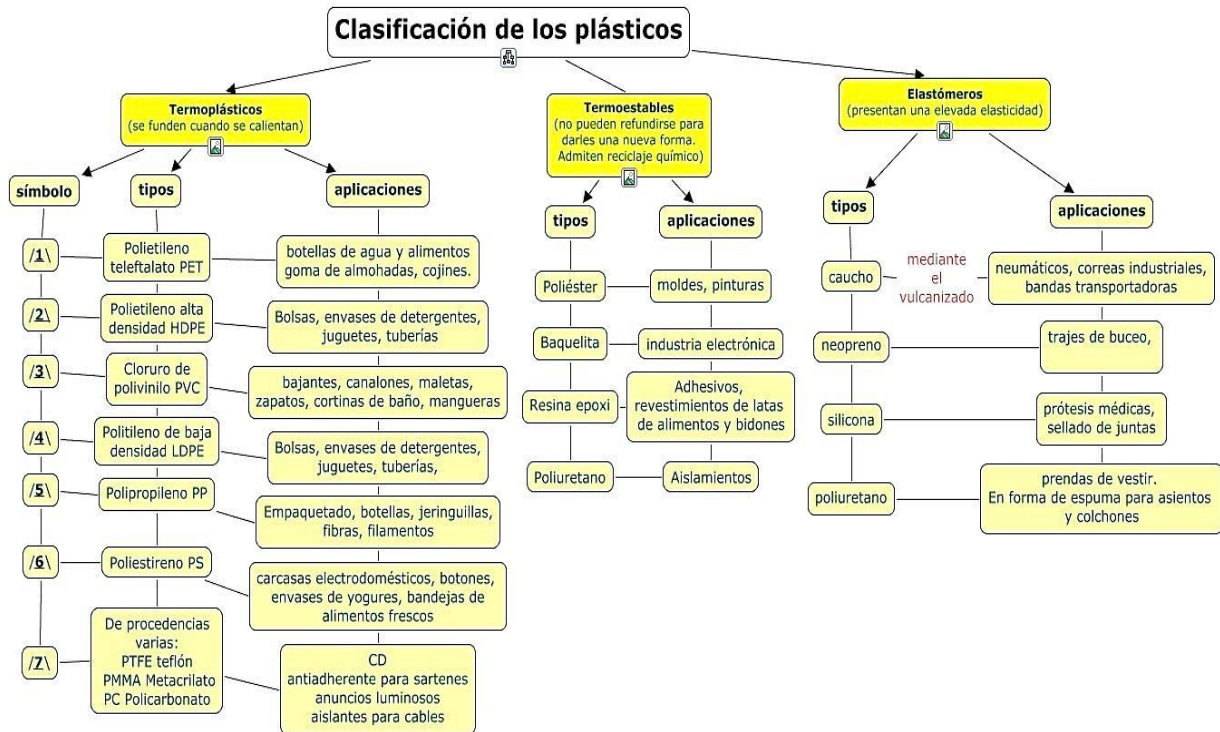 Clasificación de los plásticos
Termoplásticos
(se funden cuando se calientan)
símbolo
tipos
aplicaciones
/1\
Polietileno
teleftalato PET
botellas de agua y alimentos
goma de almohadas, cojines.
/2\
Polietileno alta
densidad HDPE
Bolsas, envases de detergentes,
juguetes, tuberías
/3\
Cloruro de
polivinilo PVC
bajantes, canalones, maletas,
zapatos, cortinas de baño, mangueras
/4\
Politileno de baja
densidad LDPE
Bolsas, envases de detergentes,
juguetes, tuberías,
/5\
Polipropileno PP
Empaquetado, botellas, jeringuillas,
fibras, filamentos
/6\
Poliestireno PS
carcasas electrodomésticos, botones,
envases de yogures, bandejas de
alimentos frescos
/7\
De procedencias
varias:
PTFE teflón
PMMA Metacrilato
PC Policarbonato
CD
antiadherente para sartenes
anuncios luminosos
aislantes para cables
Termoestables
(no pueden refundirse para
darles una nueva forma.
Admiten reciclaje químico)
tipos
aplicaciones
Poliéster
moldes, pinturas
Baquelita
industria electrónica
Resina epoxi
Adhesivos,
revestimientos de latas
de alimentos y bidones
Poliuretano
Aislamientos
Elastómeros
(presentan una elevada elasticidad)
tipos
aplicaciones
caucho
mediante
el
vulcanizado
neumáticos, correas industriales,
bandas transportadoras
neopreno
trajes de buceo,
silicona
prótesis médicas,
sellado de juntas
poliuretano
prendas de vestir.
En forma de espuma para asientos
y colchones